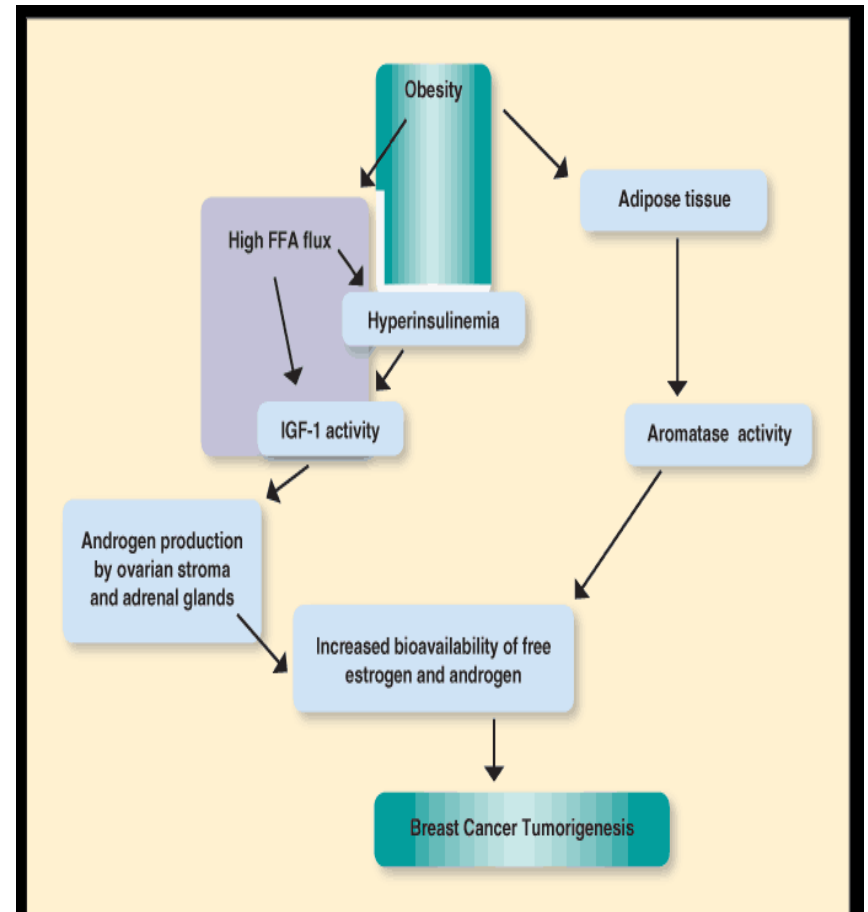 Obesity
Adipose tissue
High FFA flux
Hyperinsulinemia
IGF-1 activity
Aromatase activity
Androgen production
by ovarian stroma
and adrenal glands
Increased bioavailability of free
estrogen and androgen
Breast Cancer Tumorigenesis